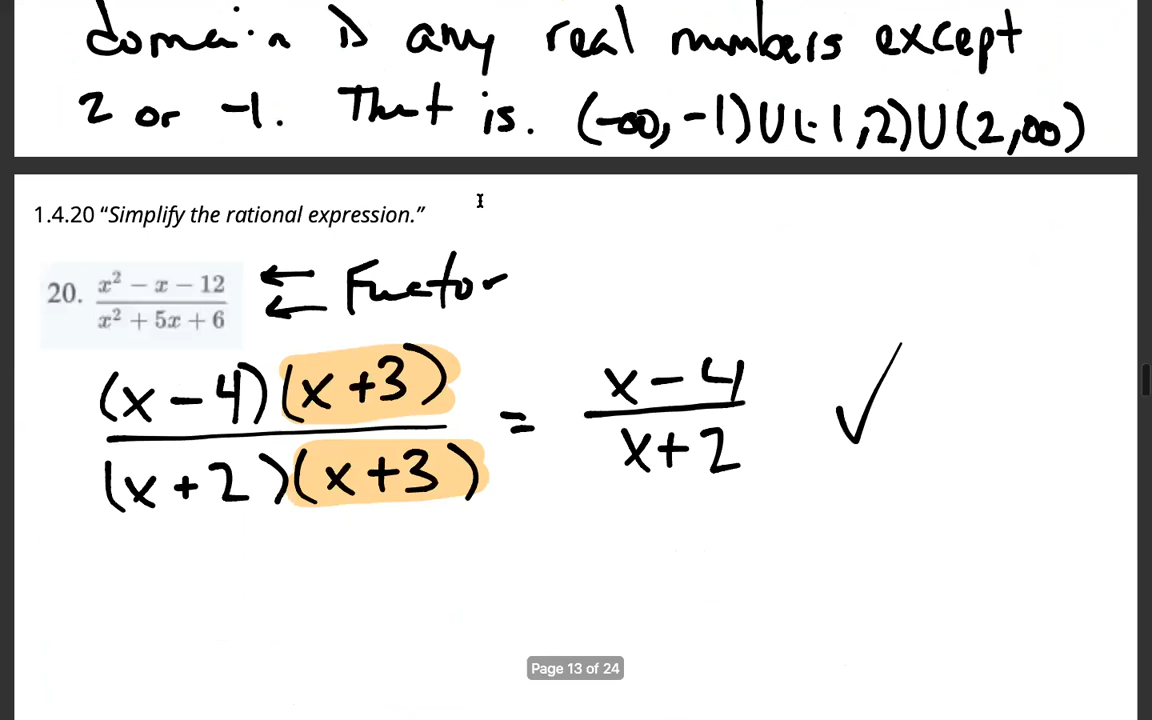 domain is any real numbers except
2 or -1. That is. (-∞, -1)U(-1,2)U(2,∞)
1.4.20 “Simplify the rational expression.”
20. x² − x − 12 / x² + 5x + 6 ← ← Factor
(x-4)(x+3) / (x+2)(x+3) = x-4 / x+2 ✓
Page 13 of 24